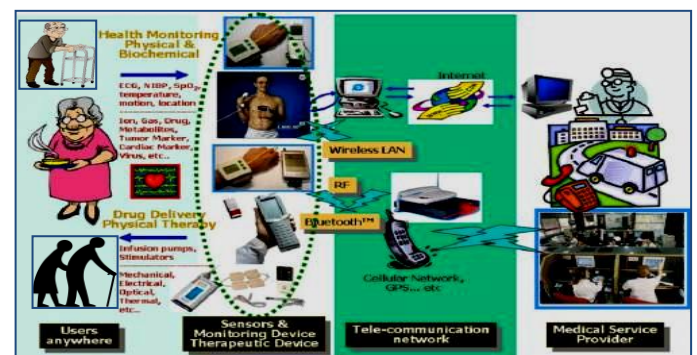 Health Monitoring
Physical &
Biochemical
ECG, NIBP, SpO2,
temperature,
motion, location
Ion, Gas, Drug,
Metabolites,
Tumor Marker,
Cardiac Marker,
Virus, etc..
Drug Delivery
Physical Therapy
Infusion pumps,
Stimulators
Mechanical,
Electrical,
Optical,
Thermal,
etc..
Internet
Wireless LAN
RF
Bluetooth™
Cellular Network,
GPS... etc
Users
anywhere
Sensors &
Monitoring Device
Therapeutic Device
Tele-communication
network
Medical Service
Provider